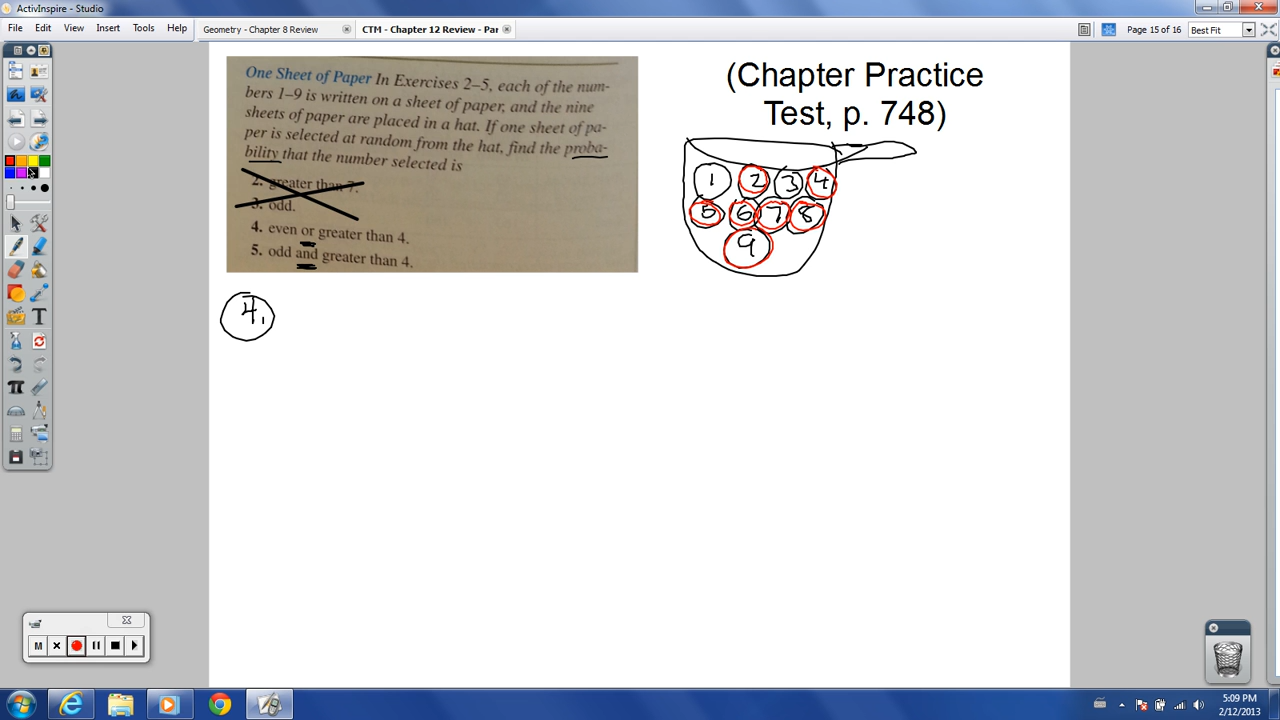 ActivInspire - Studio
File Edit View Insert Tools Help
Geometry - Chapter 8 Review
CTM - Chapter 12 Review - Par
Page 15 of 16
Best Fit
One Sheet of Paper In Exercises 2–5, each of the num-
bers 1–9 is written on a sheet of paper, and the nine
sheets of paper are placed in a hat. If one sheet of pa-
per is selected at random from the hat, find the proba-
bility that the number selected is
2. greater than 7.
3. odd.
4. even or greater than 4.
5. odd and greater than 4.
(Chapter Practice
Test, p. 748)
1 2 3 4
5 6 7 8
9
4.
M
5:09 PM
2/12/2013